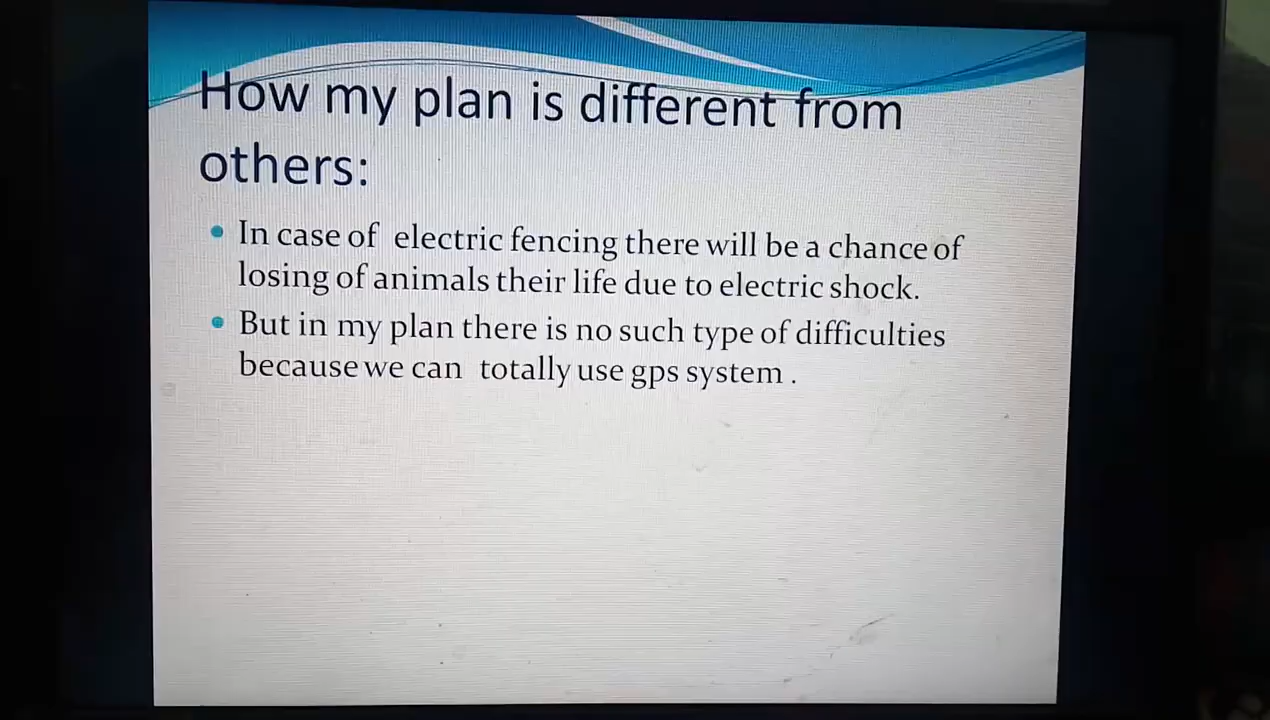 How my plan is different from
others:
In case of electric fencing there will be a chance of
losing of animals their life due to electric shock.
But in my plan there is no such type of difficulties
because we can totally use gps system .